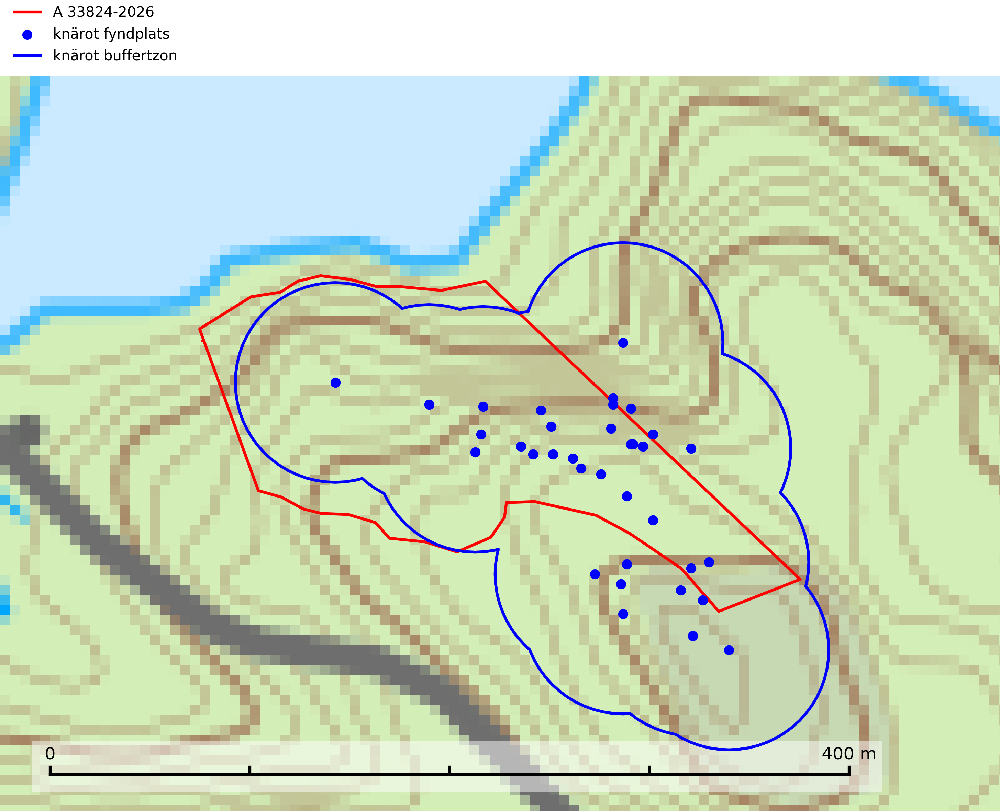 A 33824-2026
knärot fyndplats
knärot buffertzon
0
400 m